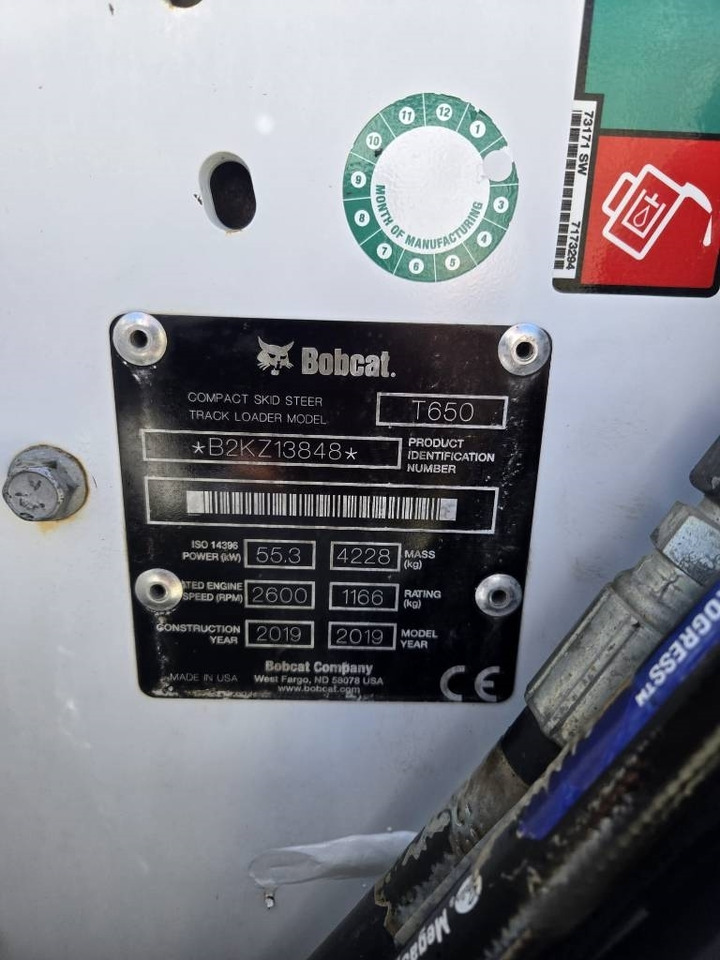 12
11
1
10
9
3
8
4
7
5
6
MONTH OF MANUFACTURING
73171 SW
7173294
Bobcat.
COMPACT SKID STEER
TRACK LOADER MODEL
T650
*B2KZ13848*
PRODUCT
IDENTIFICATION
NUMBER
ISO 14396
POWER (kW)
55.3
4228
MASS
(kg)
ATED ENGINE
SPEED (RPM)
2600
1166
RATING
(kg)
CONSTRUCTION
YEAR
2019
2019
MODEL
YEAR
MADE IN USA
Bobcat Company
West Fargo, ND 58078 USA
www.bobcat.com
CE
OGRESS™